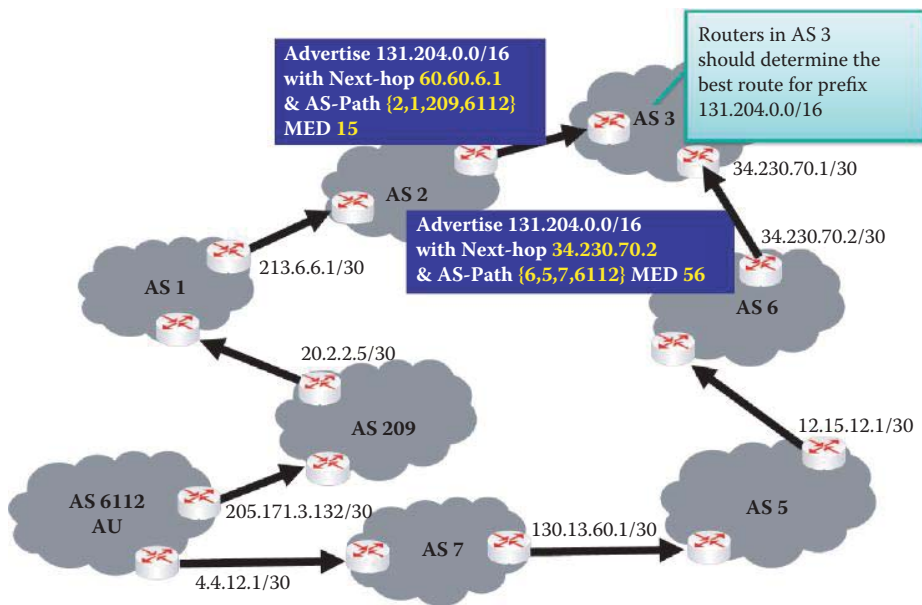 Advertise 131.204.0.0/16
with Next-hop 60.60.6.1
& AS-Path {2,1,209,6112}
MED 15
Routers in AS 3
should determine the
best route for prefix
131.204.0.0/16
AS 3
34.230.70.1/30
AS 2
Advertise 131.204.0.0/16
with Next-hop 34.230.70.2
& AS-Path {6,5,7,6112} MED 56
34.230.70.2/30
213.6.6.1/30
AS 1
AS 6
20.2.2.5/30
12.15.12.1/30
AS 209
AS 6112
AU
205.171.3.132/30
AS 5
130.13.60.1/30
AS 7
4.4.12.1/30